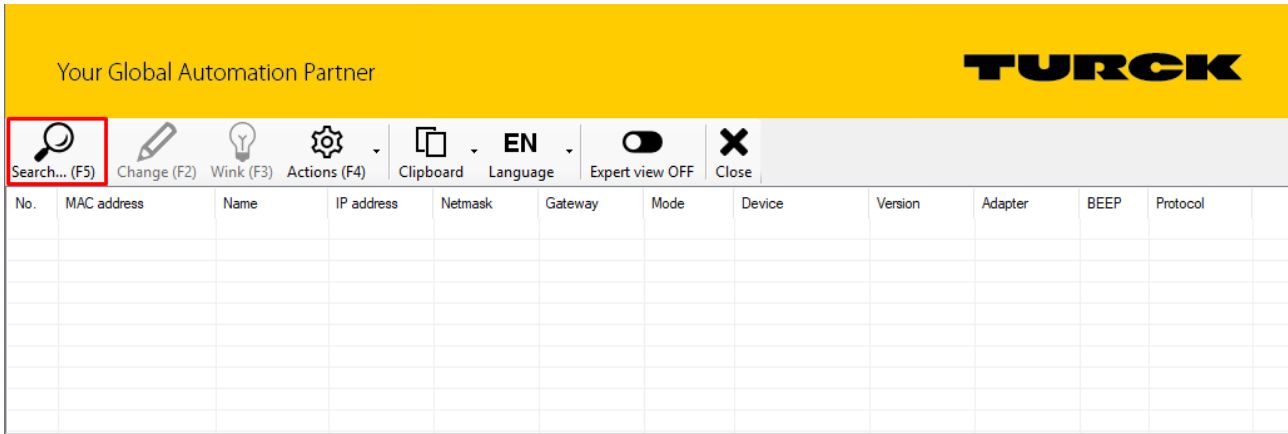 Your Global Automation Partner
TURCK
Search... (F5) Change (F2) Wink (F3) Actions (F4) Clipboard EN Language Expert view OFF Close
No. MAC address Name IP address Netmask Gateway Mode Device Version Adapter BEEP Protocol